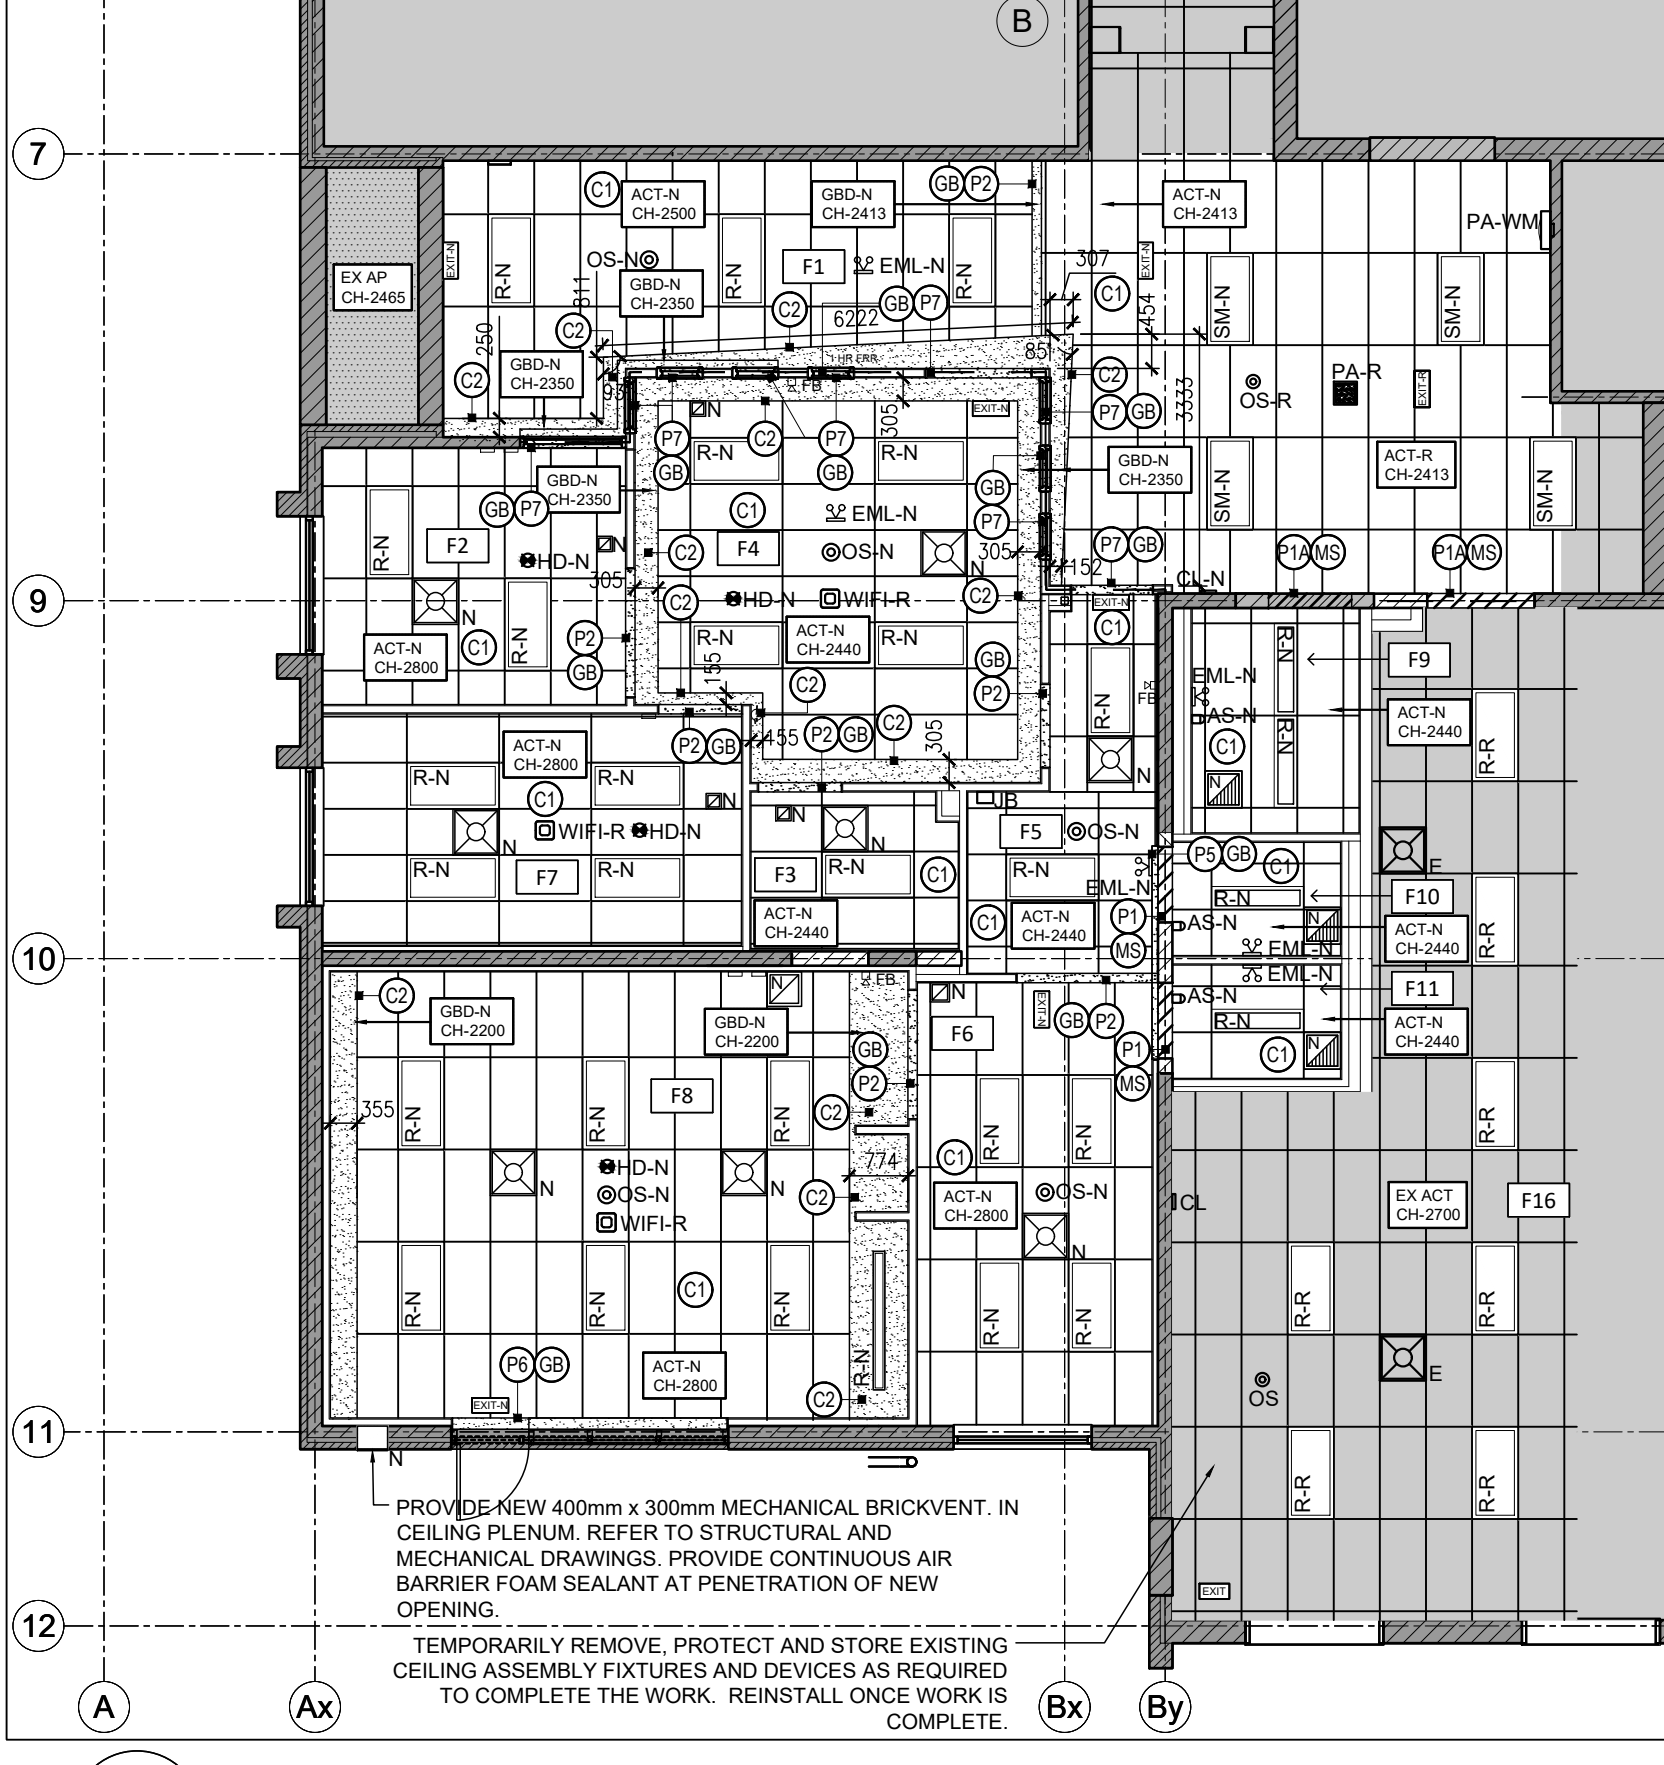 B
7
C1
ACT-N
CH-2500
GBD-N
CH-2413
GB P2
ACT-N
CH-2413
PA-WM
EX AP
CH-2465
EXIT-N
R-N
OS-N
R-N
F1
EML-N
R-N
307
EXIT-N
C1
SM-N
SM-N
811
GBD-N
CH-2350
C2
GB P7
6222
454
250
C2
GBD-N
CH-2350
1 HR FRR
85
C2
C2
93
FB
P7 GB
3333
OS-R
PA-R
EXIT-R
N
305
EXIT-N
P7
GB
C2
P7
GB
R-N
R-N
GBD-N
CH-2350
ACT-R
CH-2413
GBD-N
CH-2350
GB P7
R-N
F2
HD-N
N
C1
EML-N
GB
P7
SM-N
SM-N
F4
OS-N
C2
N
305
152
P7 GB
P1A MS
P1A MS
CL-N
305
9
N
R-N
C2
HD-N
WIFI-R
C2
EXIT-N
C1
ACT-N
CH-2800
C1
P2
GB
R-N
ACT-N
CH-2440
R-N
GB
P2
155
C2
R-N
FB
EML-N
AS-N
C1
R-N
R-N
N
F9
ACT-N
CH-2440
R-R
ACT-N
CH-2800
P2 GB
155
P2 GB
C2
305
N
R-N
C1
R-N
N
WIFI-R
HD-N
N
R-N
F7
R-N
N
N
F3
R-N
C1
ACT-N
CH-2440
JB
F5
OS-N
R-N
EML-N
C1
ACT-N
CH-2440
P1
MS
P5 GB
C1
R-N
AS-N
N
EML-N
E
F10
ACT-N
CH-2440
R-R
10
EML-N
AS-N
R-N
C1
N
F11
ACT-N
CH-2440
C2
GBD-N
CH-2200
N
GBD-N
CH-2200
FB
GB
P2
N
F6
EXIT-N
GB P2
P1
MS
355
R-N
R-N
F8
R-N
C2
774
C2
HD-N
OS-N
WIFI-R
N
N
R-N
R-N
C1
ACT-N
CH-2800
OS-N
N
R-R
CL
EX ACT
CH-2700
F16
R-N
R-N
R-N
C1
R-N
R-N
R-N
R-R
R-R
P6 GB
EXIT-N
ACT-N
CH-2800
C2
OS
E
11
N
R-R
R-R
PROVIDE NEW 400mm x 300mm MECHANICAL BRICKVENT. IN
CEILING PLENUM. REFER TO STRUCTURAL AND
MECHANICAL DRAWINGS. PROVIDE CONTINUOUS AIR
BARRIER FOAM SEALANT AT PENETRATION OF NEW
OPENING.
EXIT
12
TEMPORARILY REMOVE, PROTECT AND STORE EXISTING
CEILING ASSEMBLY FIXTURES AND DEVICES AS REQUIRED
TO COMPLETE THE WORK. REINSTALL ONCE WORK IS
COMPLETE.
A
Ax
Bx
By